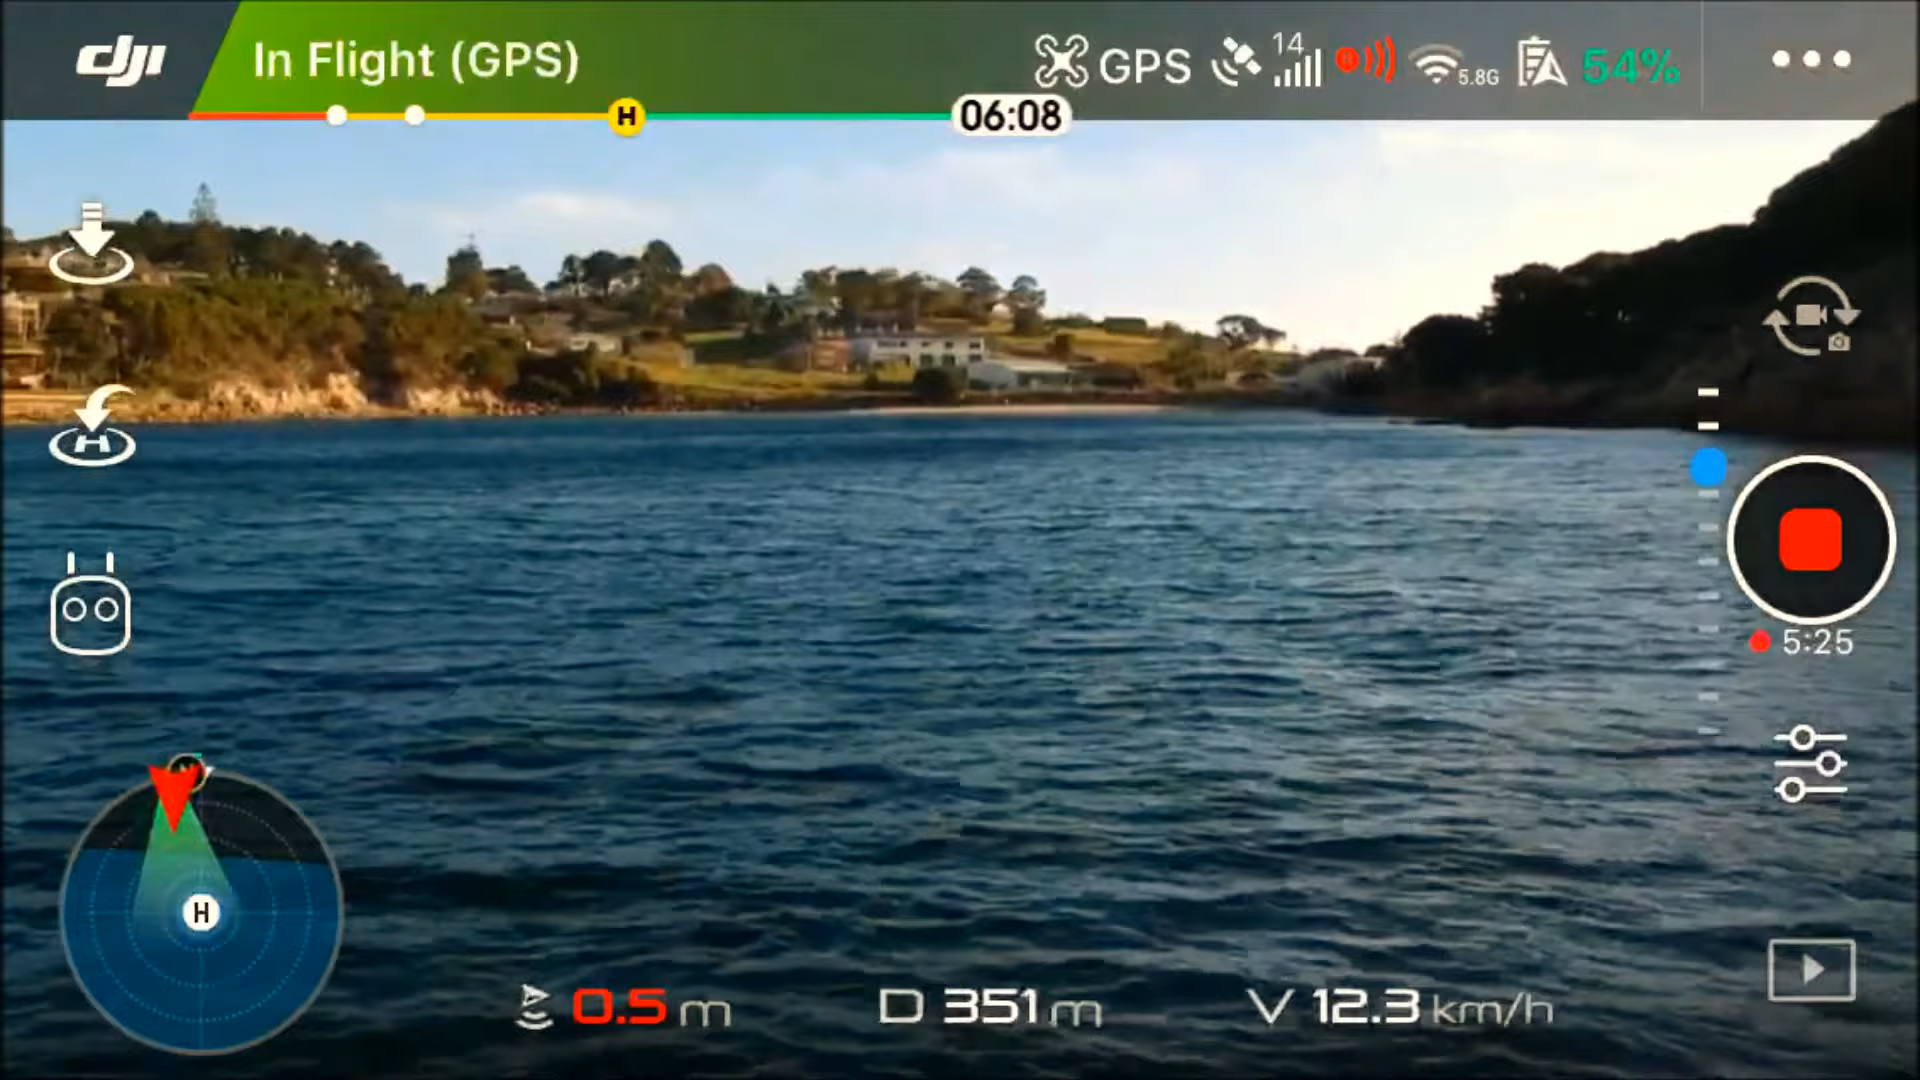 dji In Flight (GPS) GPS 14 5.8G 54%
H 06:08
H
5:25
H
0.5 m D 351 m V 12.3 km/h